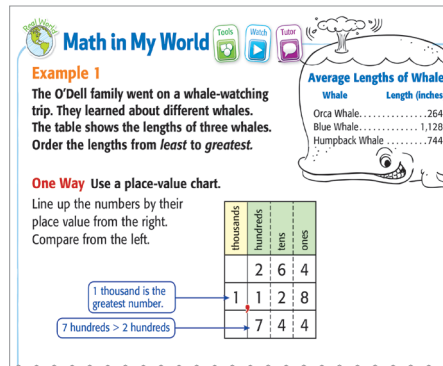 Real World
Math in My World
Tools
Watch
Tutor
Example 1
The O'Dell family went on a whale-watching
trip. They learned about different whales.
The table shows the lengths of three whales.
Order the lengths from least to greatest.
Average Lengths of Whale
Whale Length (inches
Orca Whale..............264
Blue Whale..............1,128
Humpback Whale .........744
One Way Use a place-value chart.
Line up the numbers by their
place value from the right.
Compare from the left.
thousands hundreds tens ones
2 6 4
1 1 2 8
7 4 4
1 thousand is the
greatest number.
7 hundreds > 2 hundreds